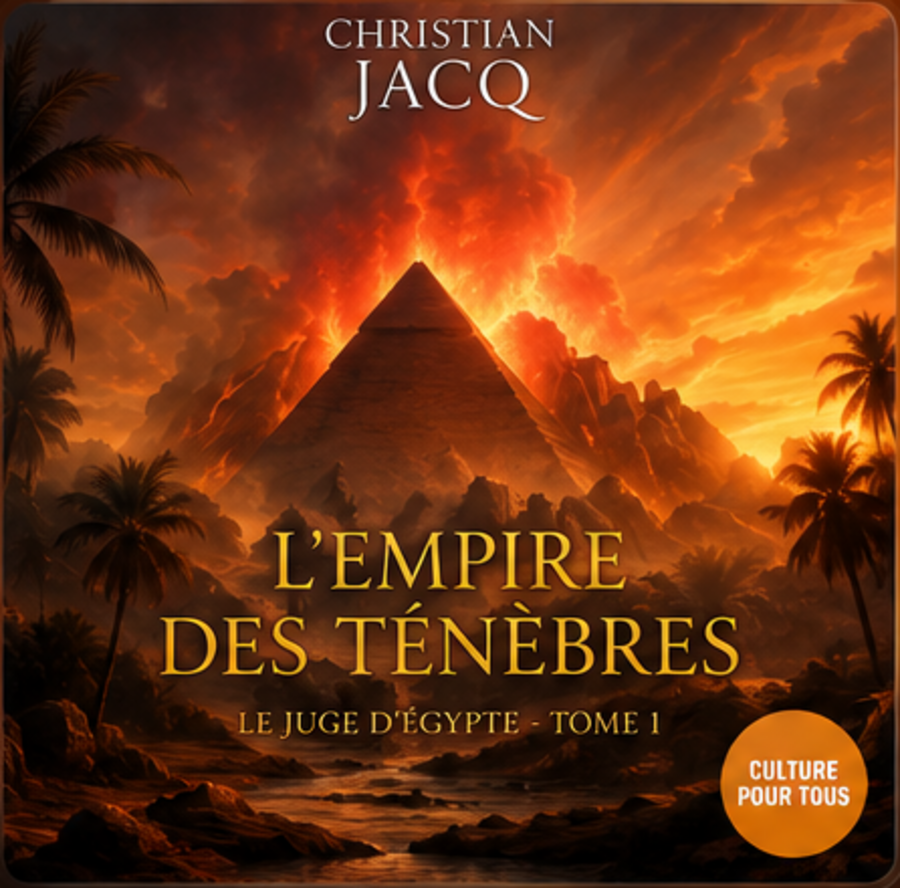 CHRISTIAN
JACQ
L'EMPIRE
DES TÉNÈBRES
LE JUGE D'ÉGYPTE - TOME 1
CULTURE
POUR TOUS